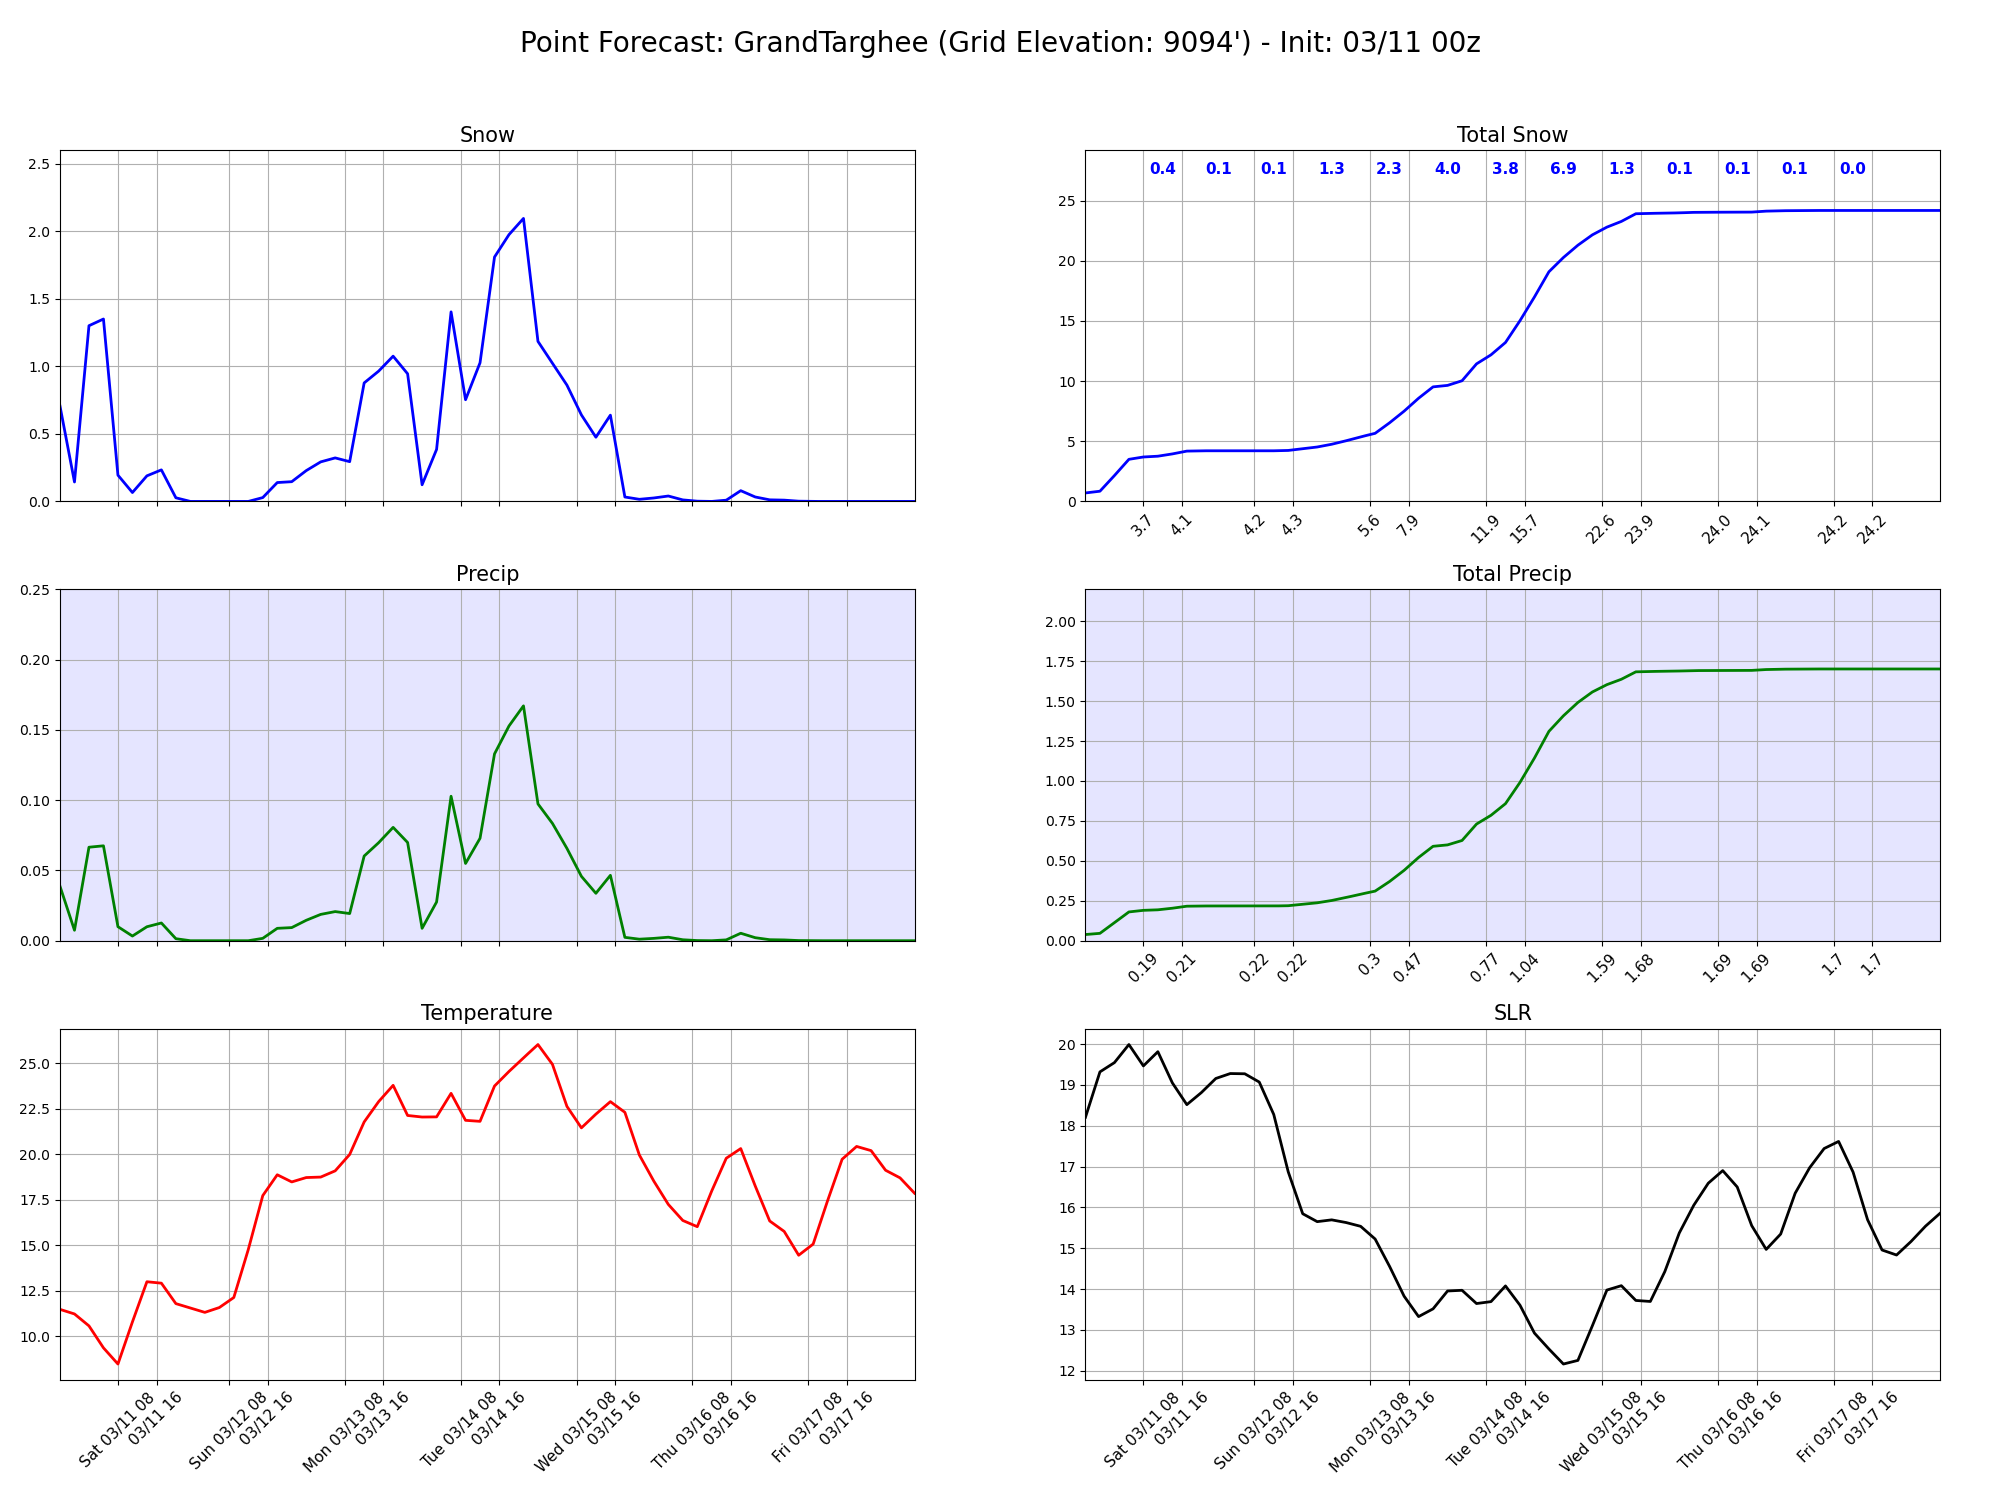 Point Forecast: GrandTarghee (Grid Elevation: 9094') - Init: 03/11 00z
Snow
2.5
2.0
1.5
1.0
0.5
0.0
Total Snow
0.4 0.1 0.1 1.3 2.3 4.0 3.8 6.9 1.3 0.1 0.1 0.1 0.0
25
20
15
10
5
0
3.7 4.1 4.2 4.3 5.6 7.9 11.9 15.7 22.6 23.9 24.0 24.1 24.2 24.2
Precip
0.25
0.20
0.15
0.10
0.05
0.00
Total Precip
2.00
1.75
1.50
1.25
1.00
0.75
0.50
0.25
0.00
0.19 0.21 0.22 0.22 0.3 0.47 0.77 1.04 1.59 1.68 1.69 1.69 1.7 1.7
Temperature
25.0
22.5
20.0
17.5
15.0
12.5
10.0
Sat 03/11 08
03/11 16
Sun 03/12 08
03/12 16
Mon 03/13 08
03/13 16
Tue 03/14 08
03/14 16
Wed 03/15 08
03/15 16
Thu 03/16 08
03/16 16
Fri 03/17 08
03/17 16
SLR
20
19
18
17
16
15
14
13
12
Sat 03/11 08
03/11 16
Sun 03/12 08
03/12 16
Mon 03/13 08
03/13 16
Tue 03/14 08
03/14 16
Wed 03/15 08
03/15 16
Thu 03/16 08
03/16 16
Fri 03/17 08
03/17 16